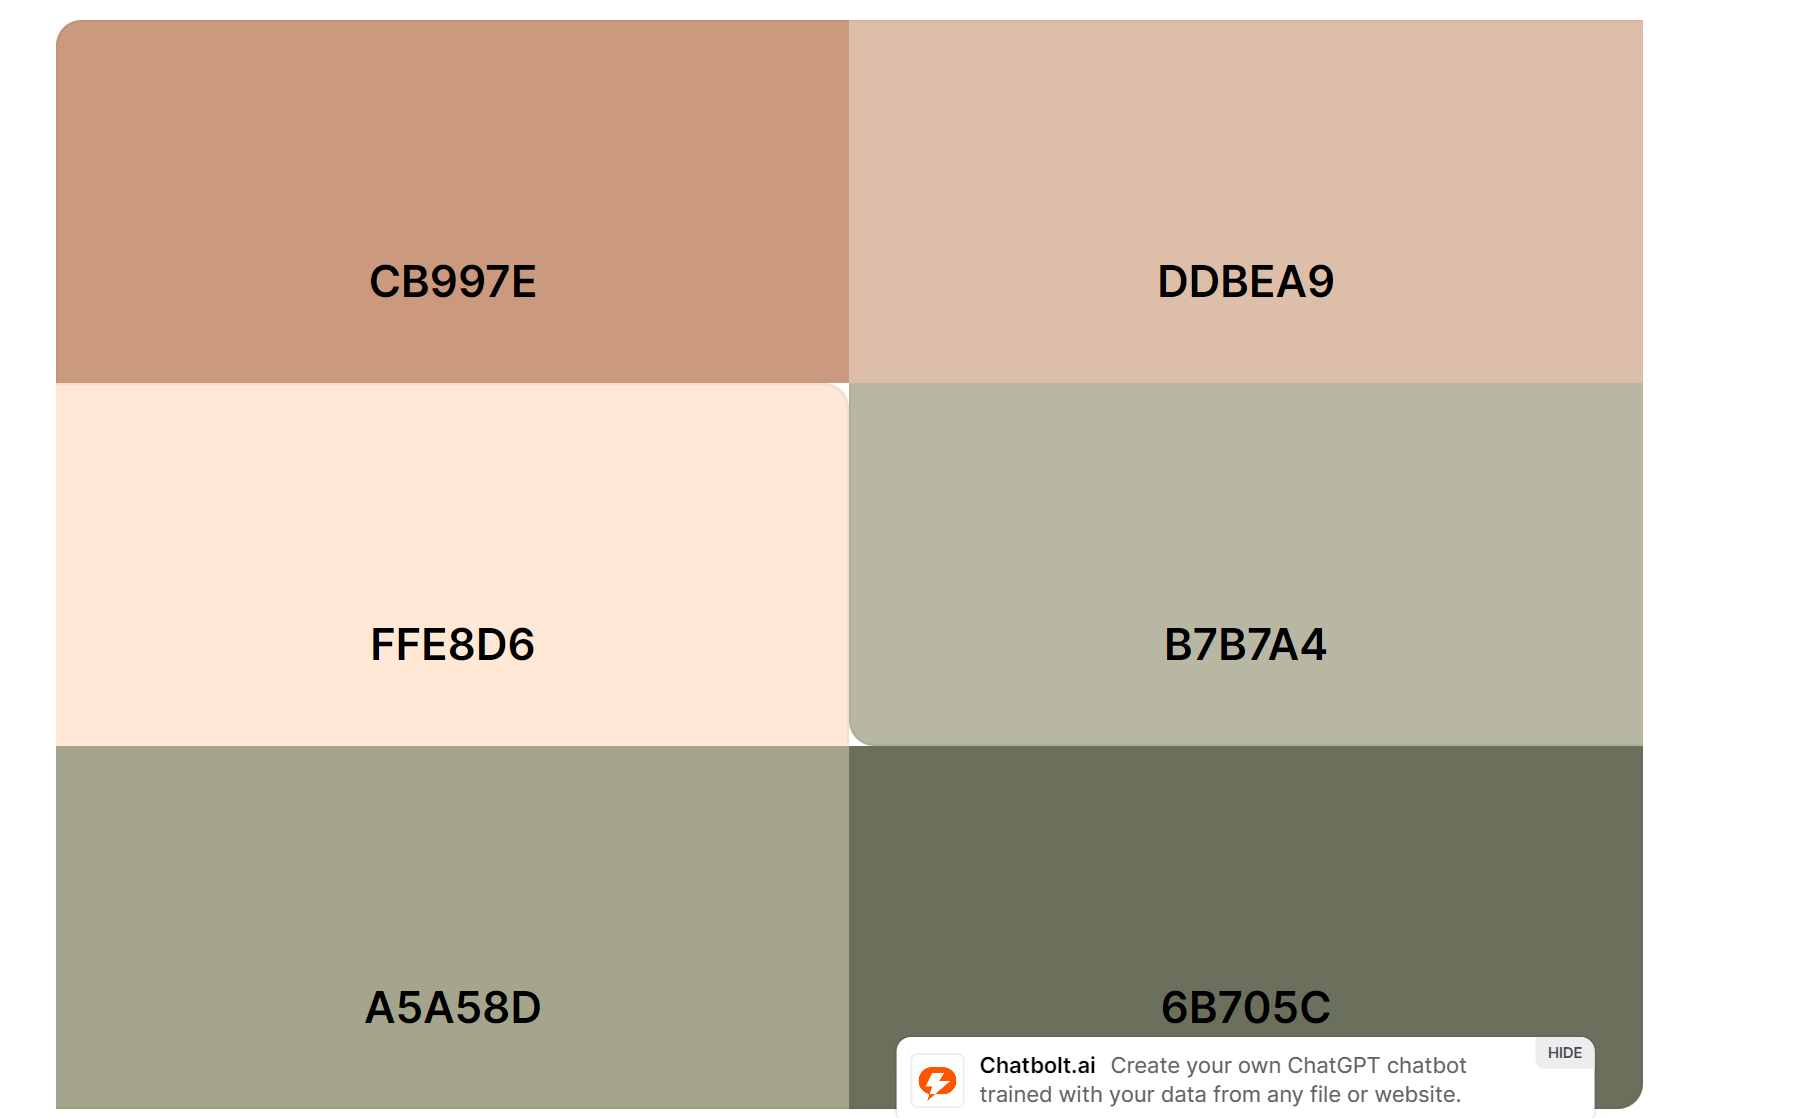 CB997E
DDBEA9
FFE8D6
B7B7A4
A5A58D
6B705C
Chatbolt.ai Create your own ChatGPT chatbot
trained with your data from any file or website.
HIDE